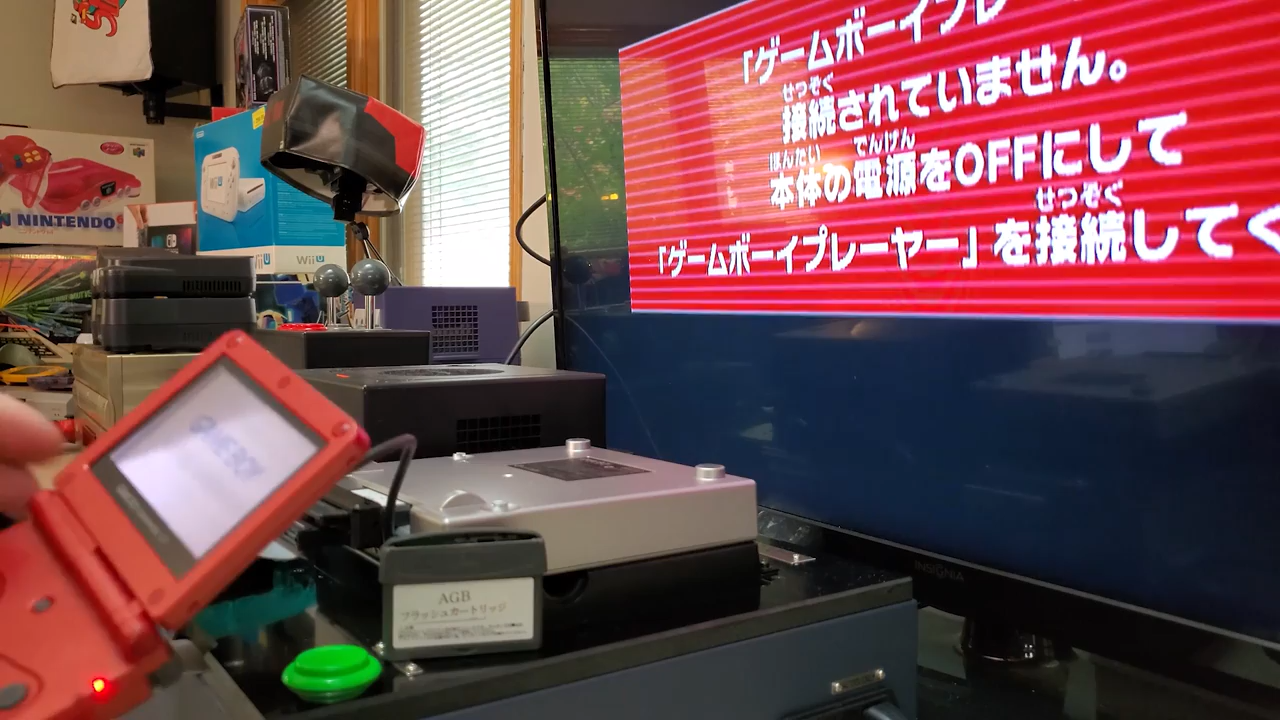 「ゲームボーイプレー
せつぞく
接続されていません。
ほんたい でんげん
本体の電源をOFFにして
せつぞく
「ゲームボーイプレーヤー」を接続してく
N NINTENDO
Wii U
GAME BOY
INSIGNIA
AGB
フラッシュカートリッジ